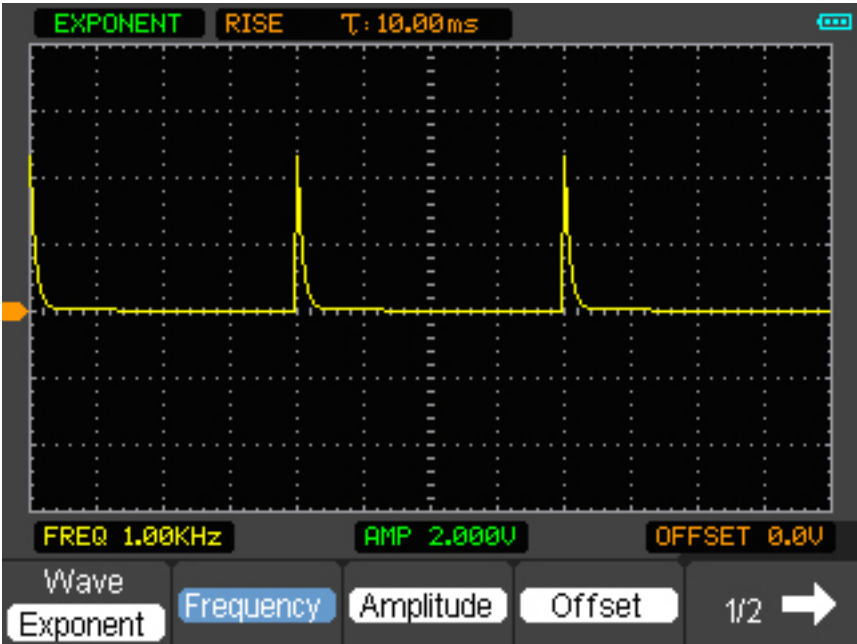 EXPONENT RISE τ:10.00ms
FREQ 1.00KHz AMP 2.000V OFFSET 0.0V
Wave
Exponent Frequency Amplitude Offset 1/2